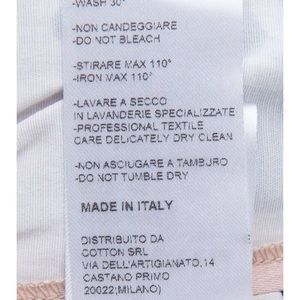 -WASH 30°
-NON CANDEGGIARE
-DO NOT BLEACH
-STIRARE MAX 110°
-IRON MAX 110°
-LAVARE A SECCO
IN LAVANDERIE SPECIALIZZATE
-PROFESSIONAL TEXTILE
CARE DELICATELY DRY CLEAN
-NON ASCIUGARE A TAMBURO
-DO NOT TUMBLE DRY
MADE IN ITALY
DISTRIBUITO DA
COTTON SRL
VIA DELL'ARTIGIANATO,14
CASTANO PRIMO
20022;MILANO)